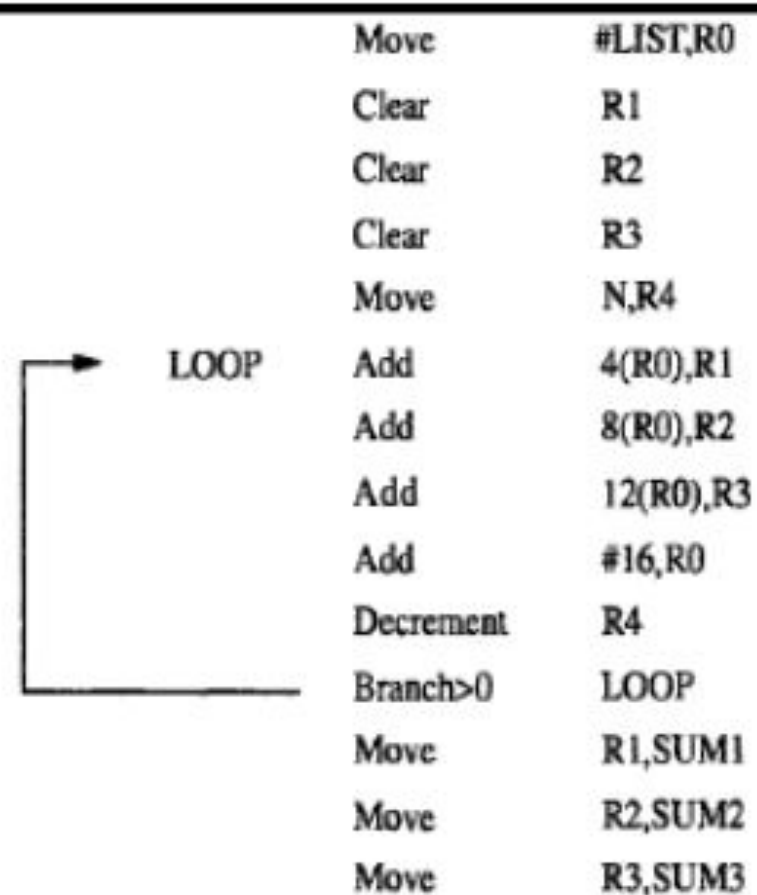 Move #LIST,R0
Clear R1
Clear R2
Clear R3
Move N,R4
LOOP Add 4(R0),R1
Add 8(R0),R2
Add 12(R0),R3
Add #16,R0
Decrement R4
Branch>0 LOOP
Move R1,SUM1
Move R2,SUM2
Move R3,SUM3